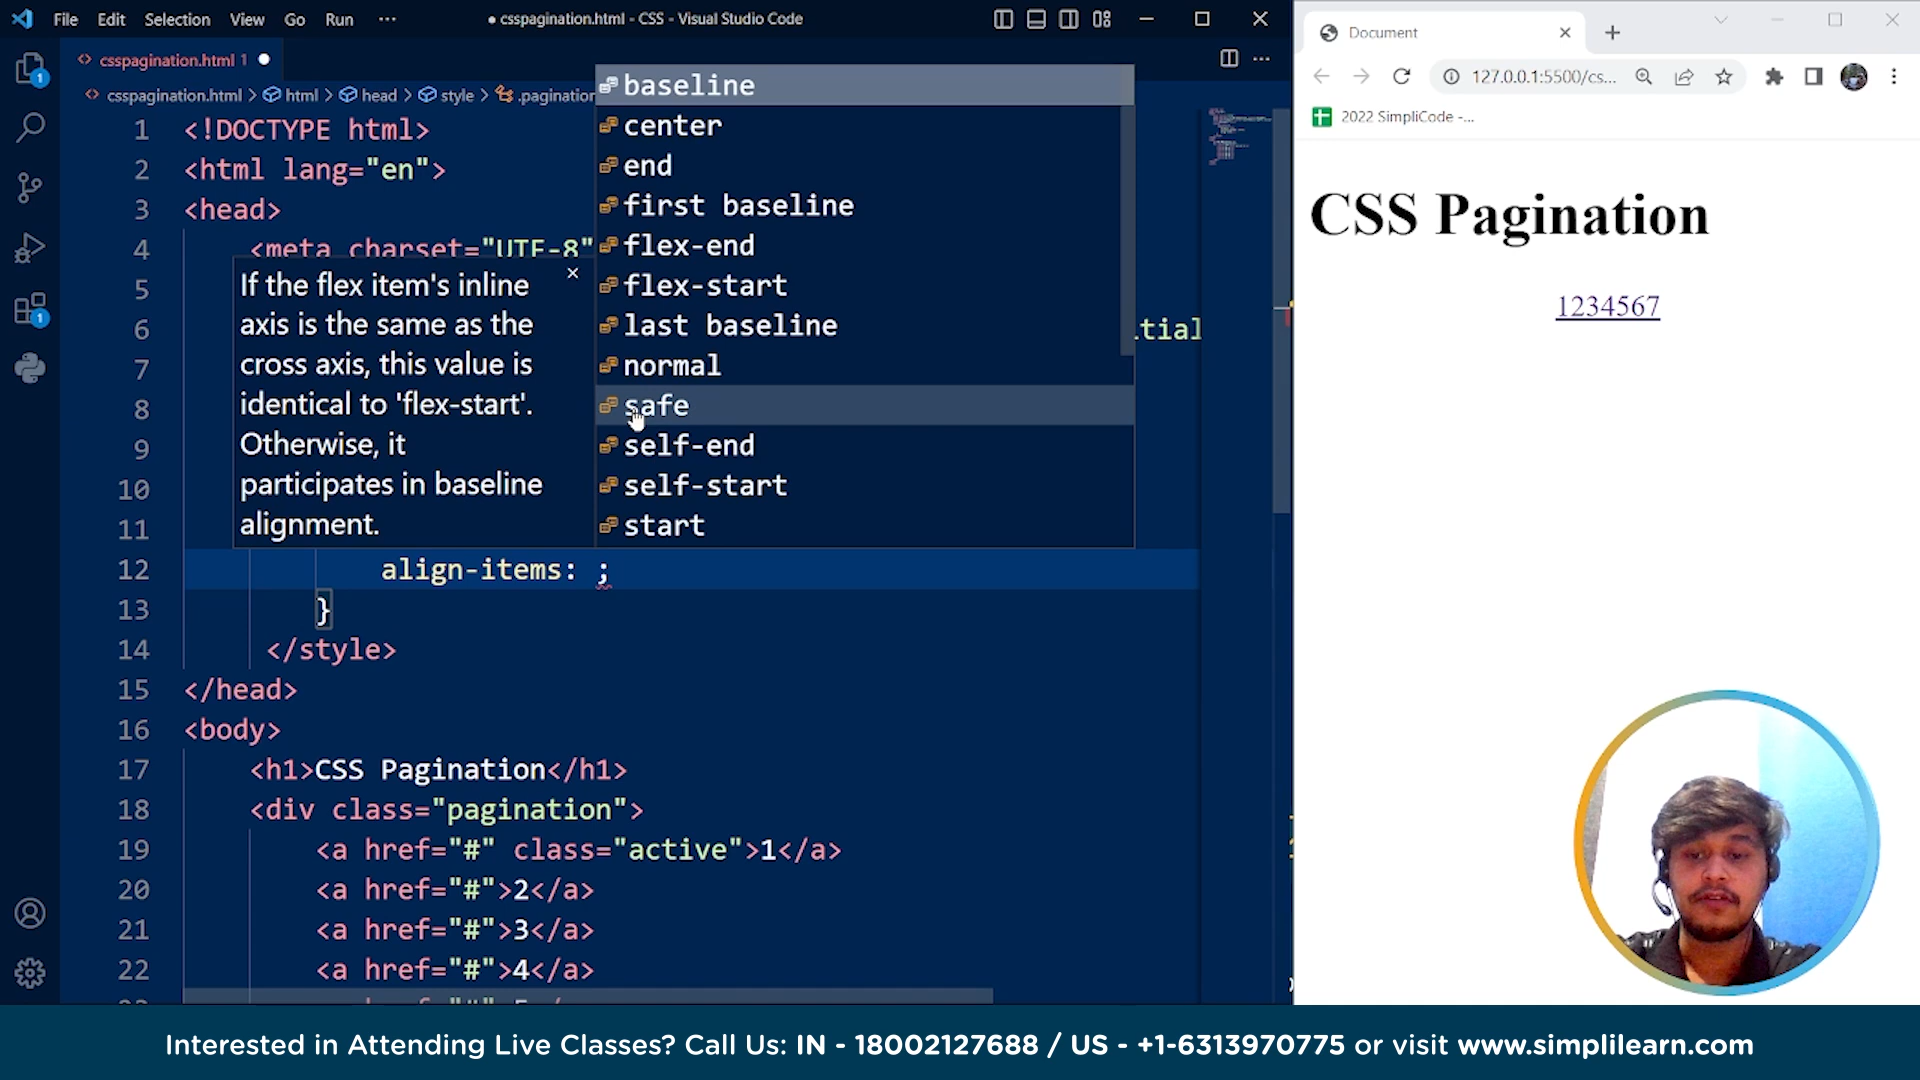 File Edit Selection View Go Run ··· ● csspagination.html - CSS - Visual Studio Code
csspagination.html 1 ●
csspagination.html > html > head > style > .pagination
1 <!DOCTYPE html>
2 <html lang="en">
3 <head>
4 <meta charset="UTF-8"
5
6 tial
7
8
9
10
11
12 align-items: ;
13 }
14 </style>
15 </head>
16 <body>
17 <h1>CSS Pagination</h1>
18 <div class="pagination">
19 <a href="#" class="active">1</a>
20 <a href="#">2</a>
21 <a href="#">3</a>
22 <a href="#">4</a>
If the flex item's inline
axis is the same as the
cross axis, this value is
identical to 'flex-start'.
Otherwise, it
participates in baseline
alignment.
baseline
center
end
first baseline
flex-end
flex-start
last baseline
normal
safe
self-end
self-start
start
1
1
Document
127.0.0.1:5500/cs...
2022 SimpliCode -...
CSS Pagination
1234567
Interested in Attending Live Classes? Call Us: IN - 18002127688 / US - +1-6313970775 or visit www.simplilearn.com